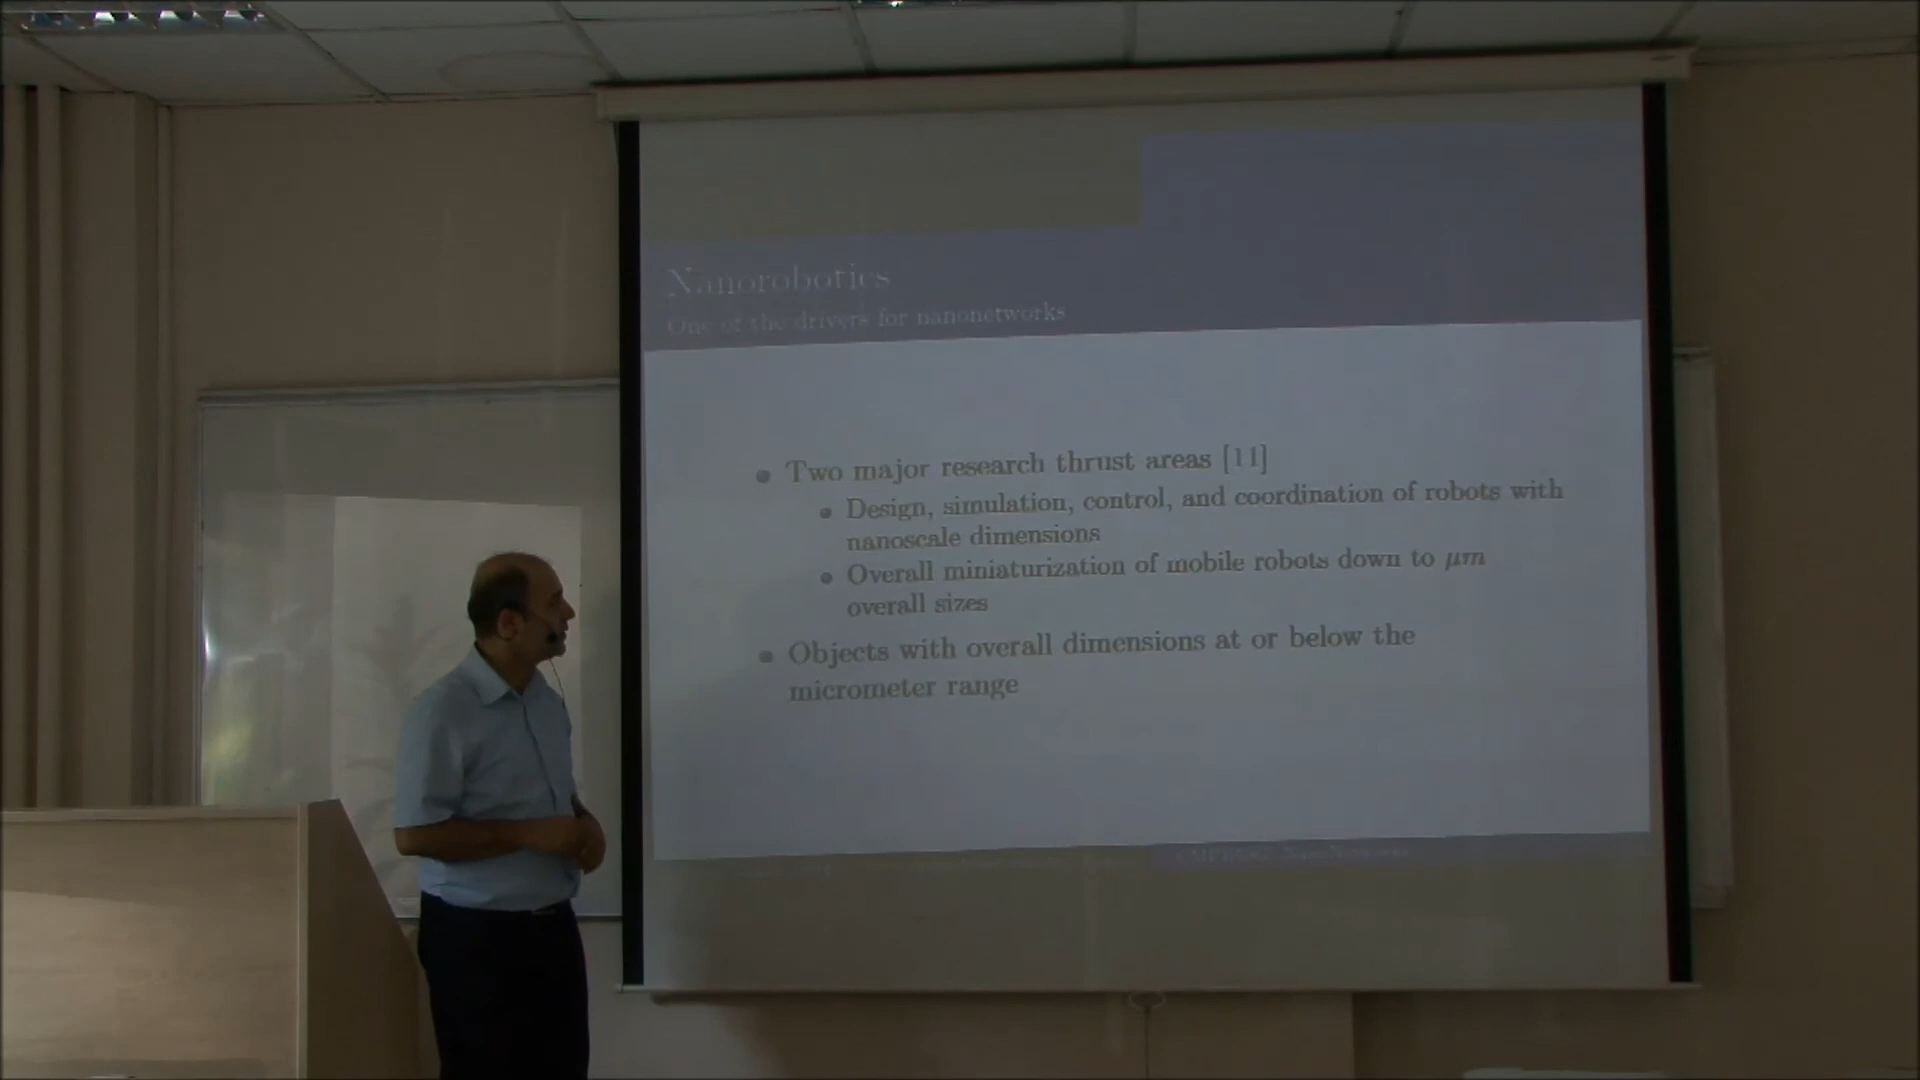 Nanorobotics
One of the drivers for nanonetworks
Two major research thrust areas [11]
Design, simulation, control, and coordination of robots with
nanoscale dimensions
Overall miniaturization of mobile robots down to μm
overall sizes
Objects with overall dimensions at or below the
micrometer range